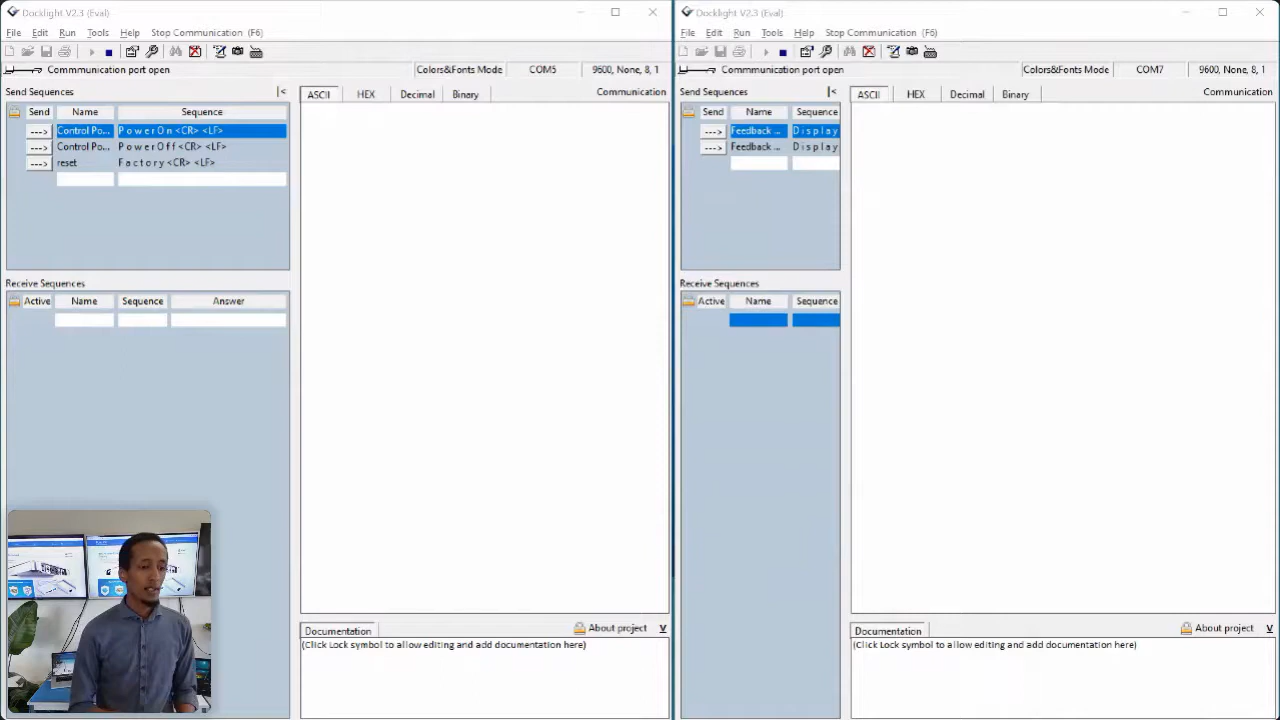 Docklight V2.3 (Eval)
File Edit Run Tools Help Stop Communication (F6)
Commmunication port open Colors&Fonts Mode COM5 9600, None, 8, 1
Send Sequences
Send Name Sequence
---> Control Po... P o w e r O n <CR> <LF>
---> Control Po... P o w e r O f f <CR> <LF>
---> reset F a c t o r y <CR> <LF>
Receive Sequences
Active Name Sequence Answer
ASCII HEX Decimal Binary Communication
Documentation About project V
(Click Lock symbol to allow editing and add documentation here)
Docklight V2.3 (Eval)
File Edit Run Tools Help Stop Communication (F6)
Commmunication port open Colors&Fonts Mode COM7 9600, None, 8, 1
Send Sequences
Send Name Sequence
---> Feedback ... D i s p l a y
---> Feedback ... D i s p l a y
Receive Sequences
Active Name Sequence
ASCII HEX Decimal Binary Communication
Documentation About project V
(Click Lock symbol to allow editing and add documentation here)